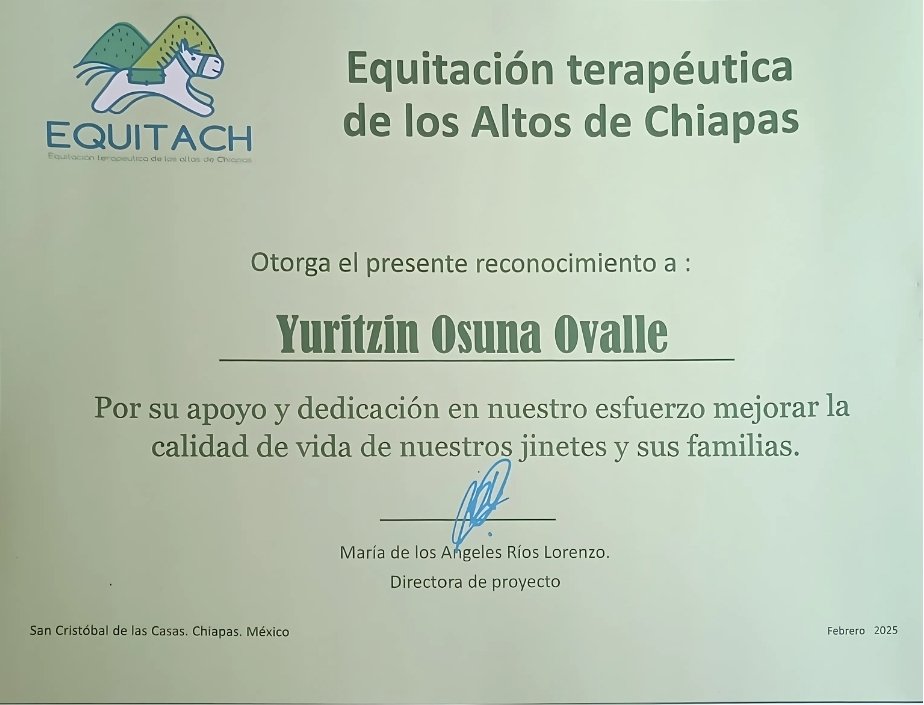 EQUITACH
Equitación terapeutica de los altos de Chiapas
Equitación terapéutica
de los Altos de Chiapas
Otorga el presente reconocimiento a :
Yuritzin Osuna Ovalle
Por su apoyo y dedicación en nuestro esfuerzo mejorar la
calidad de vida de nuestros jinetes y sus familias.
María de los Angeles Ríos Lorenzo.
Directora de proyecto
San Cristóbal de las Casas. Chiapas. México
Febrero 2025